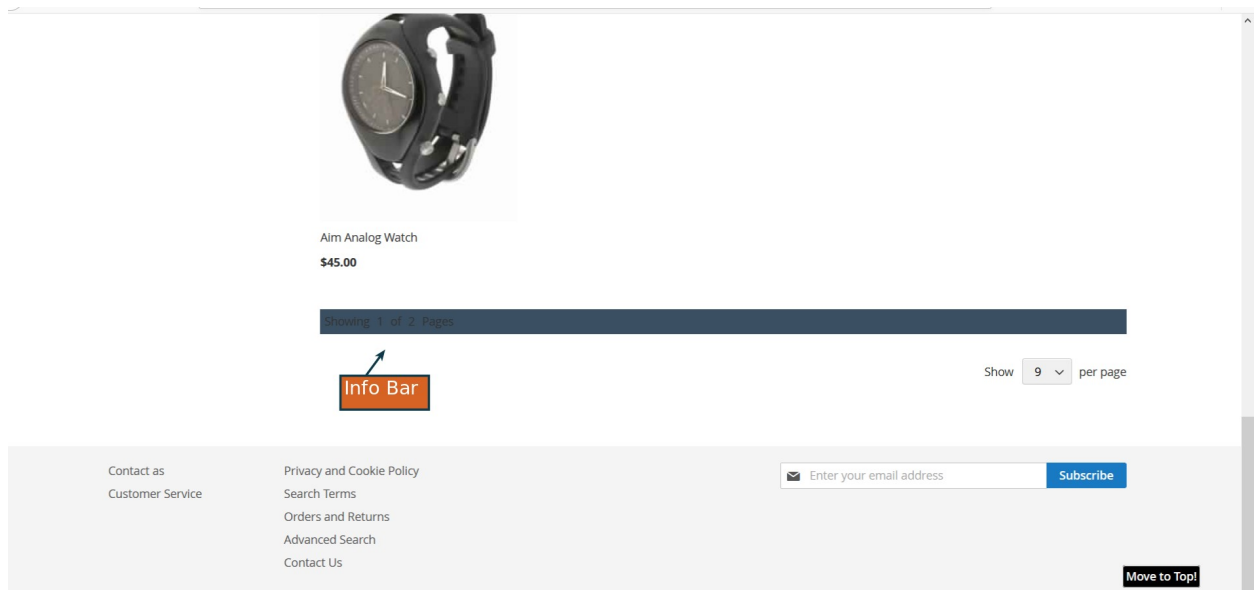 Aim Analog Watch
$45.00
Showing 1 of 2 Pages
Info Bar
Show 9 per page
Contact as
Customer Service
Privacy and Cookie Policy
Search Terms
Orders and Returns
Advanced Search
Contact Us
Enter your email address
Subscribe
Move to Top!